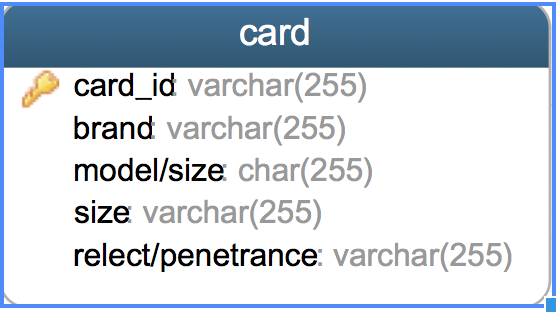 card
card_id: varchar(255)
brand: varchar(255)
model/size: char(255)
size: varchar(255)
relect/penetrance: varchar(255)